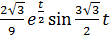 2√3/9 e^(t/2) sin 3√3/2 t